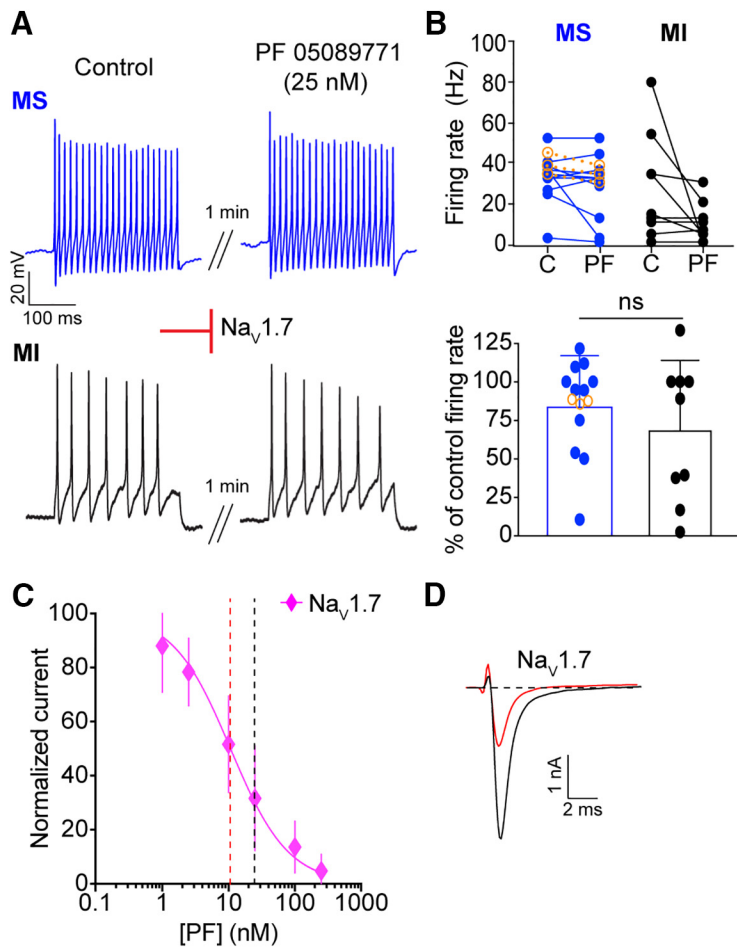 A
Control
PF 05089771
(25 nM)
MS
1 min
20 mV
100 ms
Nav1.7
MI
1 min
B
MS
MI
Firing rate (Hz)
100
80
60
40
20
0
C
PF
C
PF
ns
% of control firing rate
125
100
75
50
25
0
C
Nav1.7
Normalized current
100
80
60
40
20
0
0.1
1
10
100
1000
[PF] (nM)
D
Nav1.7
1 nA
2 ms